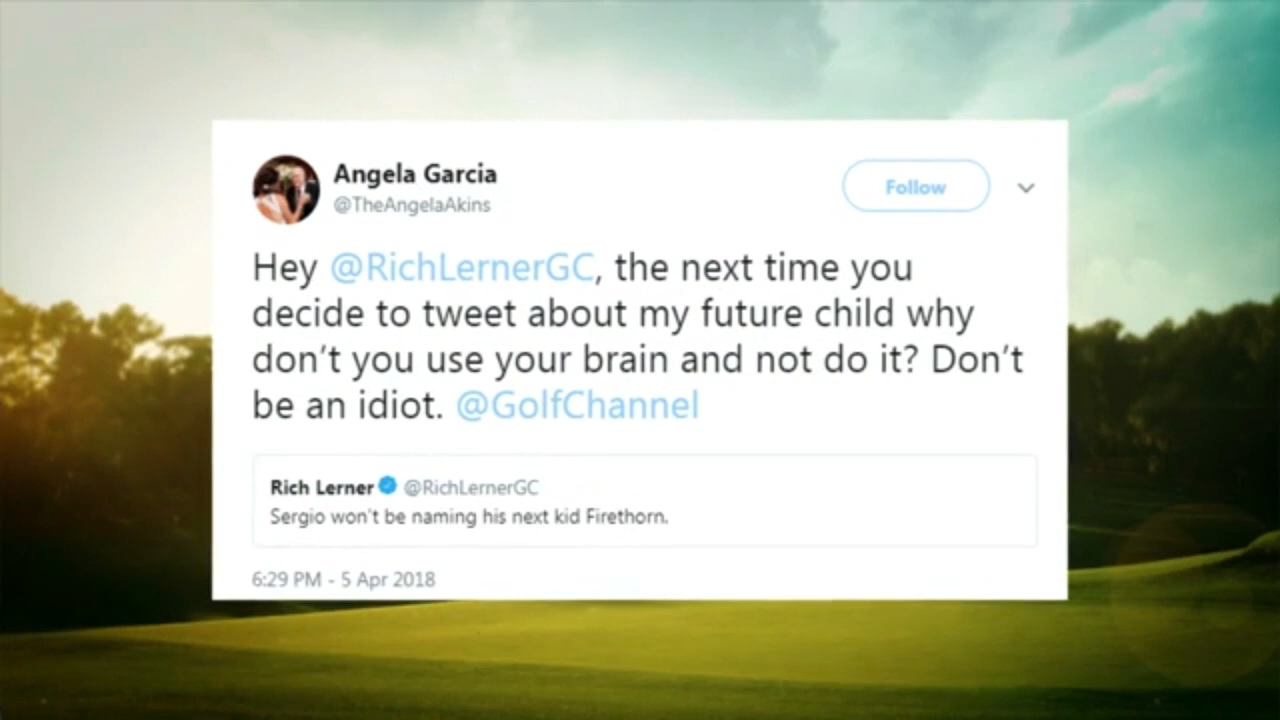 Angela Garcia
@TheAngelaAkins
Follow
Hey @RichLernerGC, the next time you
decide to tweet about my future child why
don’t you use your brain and not do it? Don’t
be an idiot. @GolfChannel
Rich Lerner @RichLernerGC
Sergio won't be naming his next kid Firethorn.
6:29 PM - 5 Apr 2018